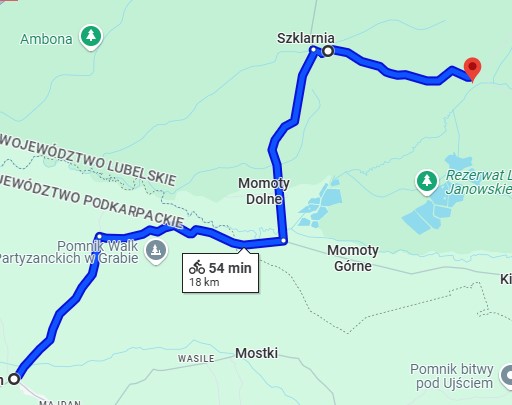 Szklarnia
Ambona
WOJEWÓDZTWO LUBELSKIE
WÓDZTWO PODKARPACKIE
Momoty
Dolne
Rezerwat L
Janowskie
Pomnik Walk
Partyzanckich w Grabie
54 min
18 km
Momoty
Górne
Ki
WASILE
Mostki
Pomnik bitwy
pod Ujściem
MAJDAN